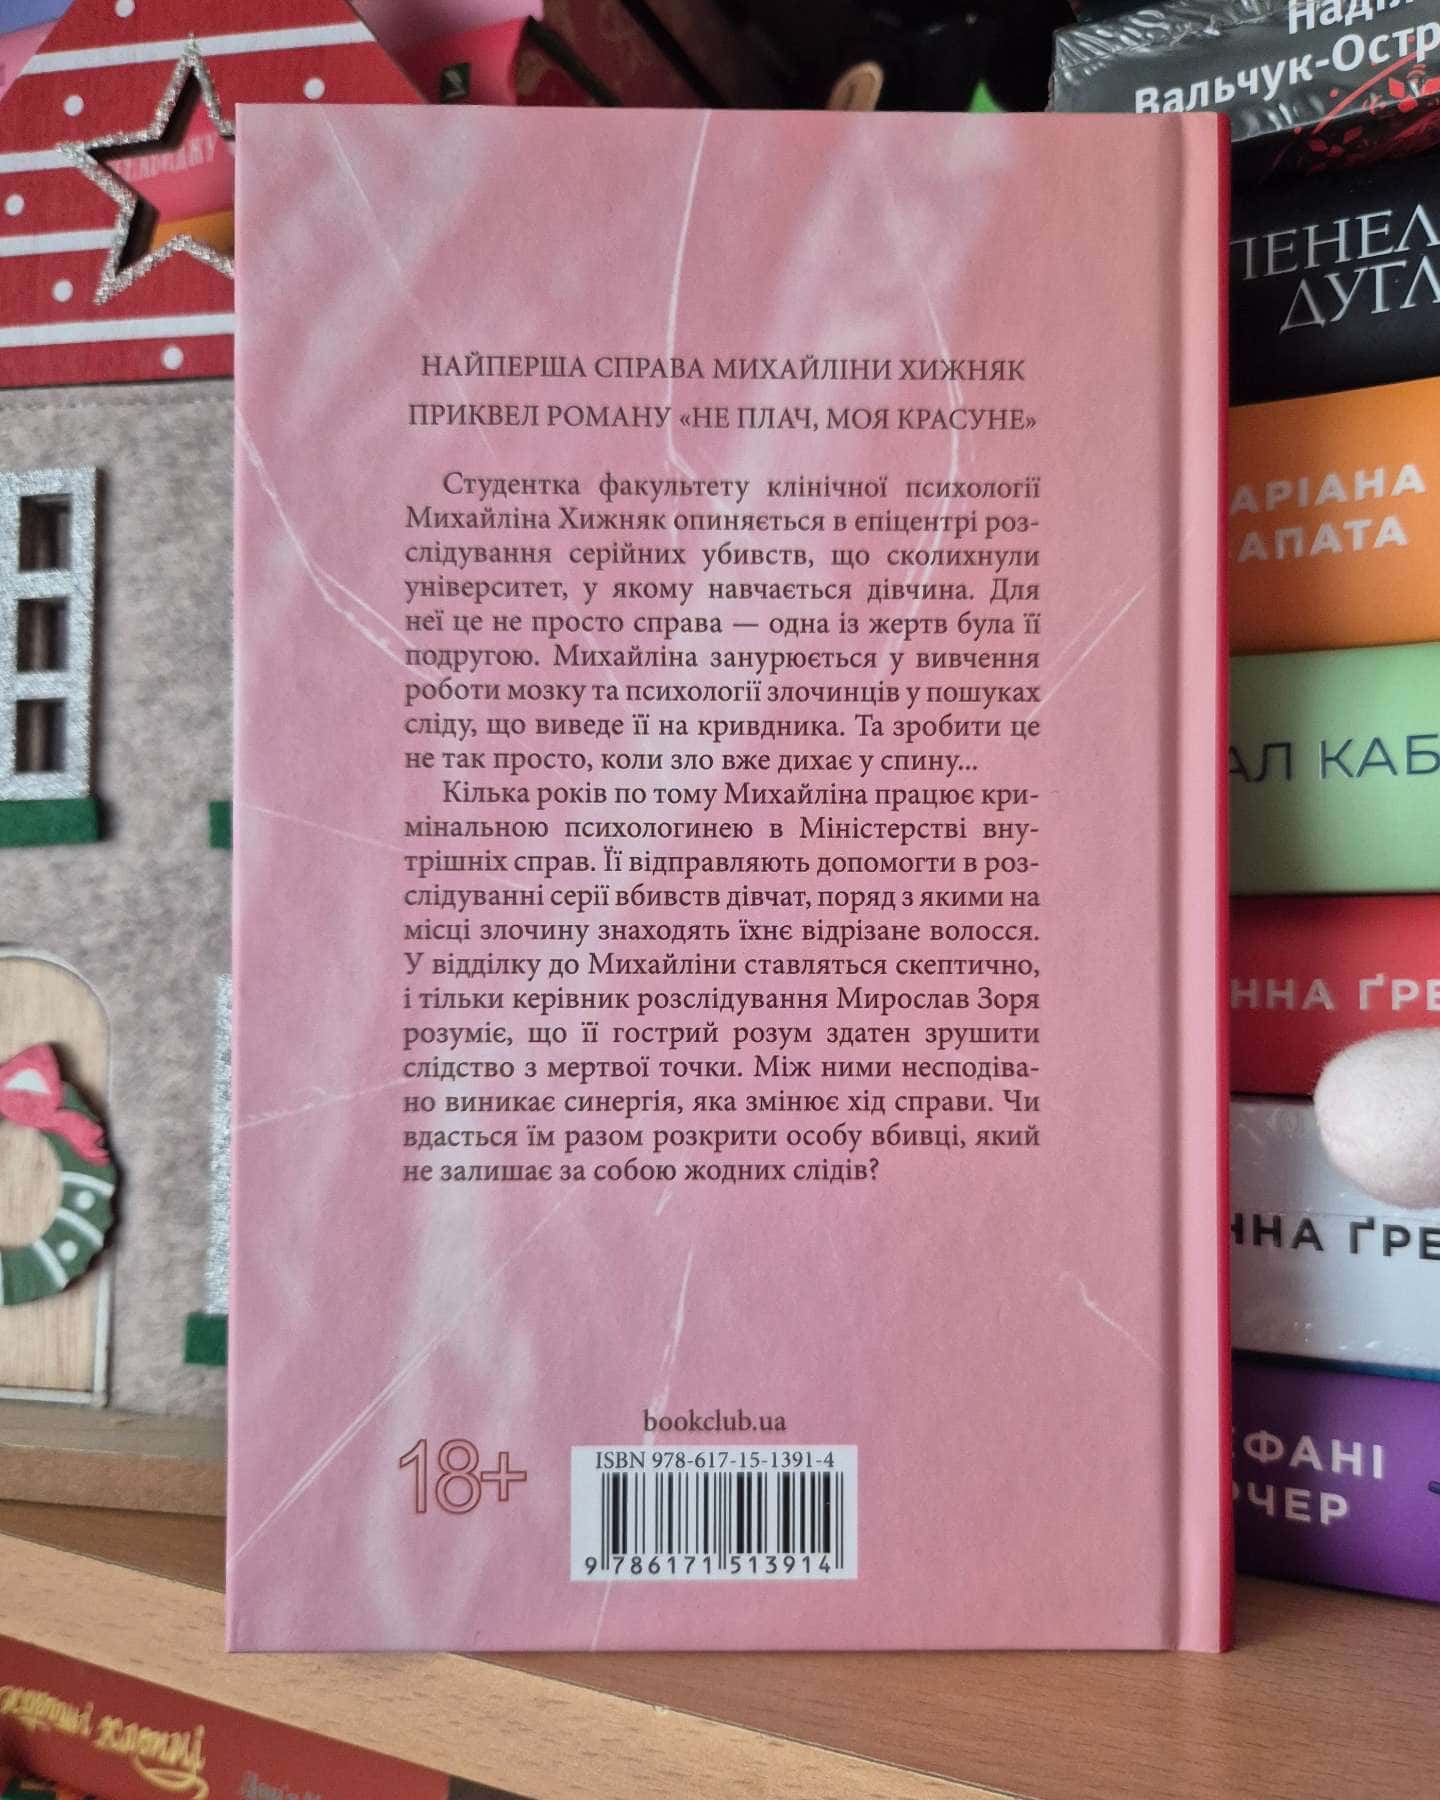 НАЙПЕРША СПРАВА МИХАЙЛІНИ ХИЖНЯК
ПРИКВЕЛ РОМАНУ «НЕ ПЛАЧ, МОЯ КРАСУНЕ»
Студентка факультету клінічної психології
Михайліна Хижняк опиняється в епіцентрі роз-
слідування серійних убивств, що сколихнули
університет, у якому навчається дівчина. Для
неї це не просто справа — одна із жертв була її
подругою. Михайліна занурюється у вивчення
роботи мозку та психології злочинців у пошуках
сліду, що виведе її на кривдника. Та зробити це
не так просто, коли зло вже дихає у спину...
Кілька років по тому Михайліна працює кри-
мінальною психологинею в Міністерстві вну-
трішніх справ. Її відправляють допомогти в роз-
слідуванні серії вбивств дівчат, поряд з якими на
місці злочину знаходять їхнє відрізане волосся.
У відділку до Михайліни ставляться скептично,
і тільки керівник розслідування Мирослав Зоря
розуміє, що її гострий розум здатен зрушити
слідство з мертвої точки. Між ними несподіва-
но виникає синергія, яка змінює хід справи. Чи
вдасться їм разом розкрити особу вбивці, який
не залишає за собою жодних слідів?
bookclub.ua
18+
ISBN 978-617-15-1391-4
9 786171 513914
Надія
Вальчук-Остр
ПЕНЕЛ
ДУГЛ
АРІАНА
АПАТА
АЛ КАБ
ННА ҐРЕ
ННА ҐРЕ
ЕФАНІ
РЧЕР